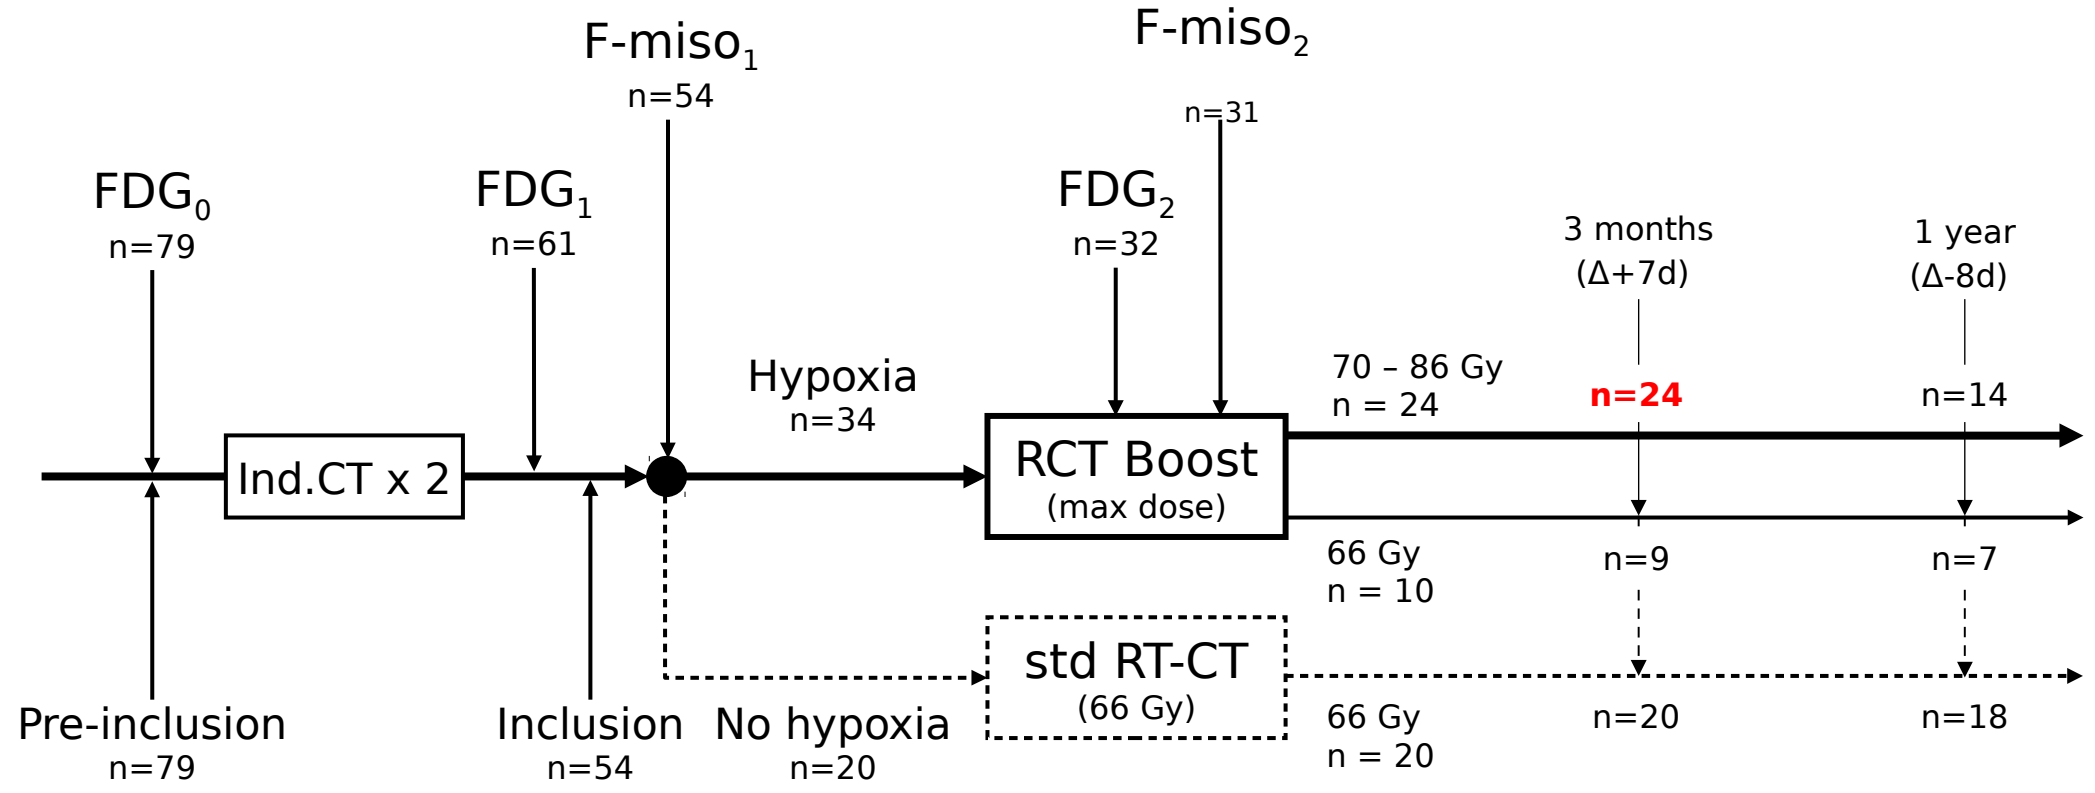 F-miso1
n=54
F-miso2
n=31
FDG0
n=79
FDG1
n=61
FDG2
n=32
3 months
(Δ+7d)
1 year
(Δ-8d)
Hypoxia
n=34
70 – 86 Gy
n = 24
n=24
n=14
Ind.CT x 2
RCT Boost
(max dose)
66 Gy
n = 10
n=9
n=7
std RT-CT
(66 Gy)
Pre-inclusion
n=79
Inclusion
n=54
No hypoxia
n=20
66 Gy
n = 20
n=20
n=18